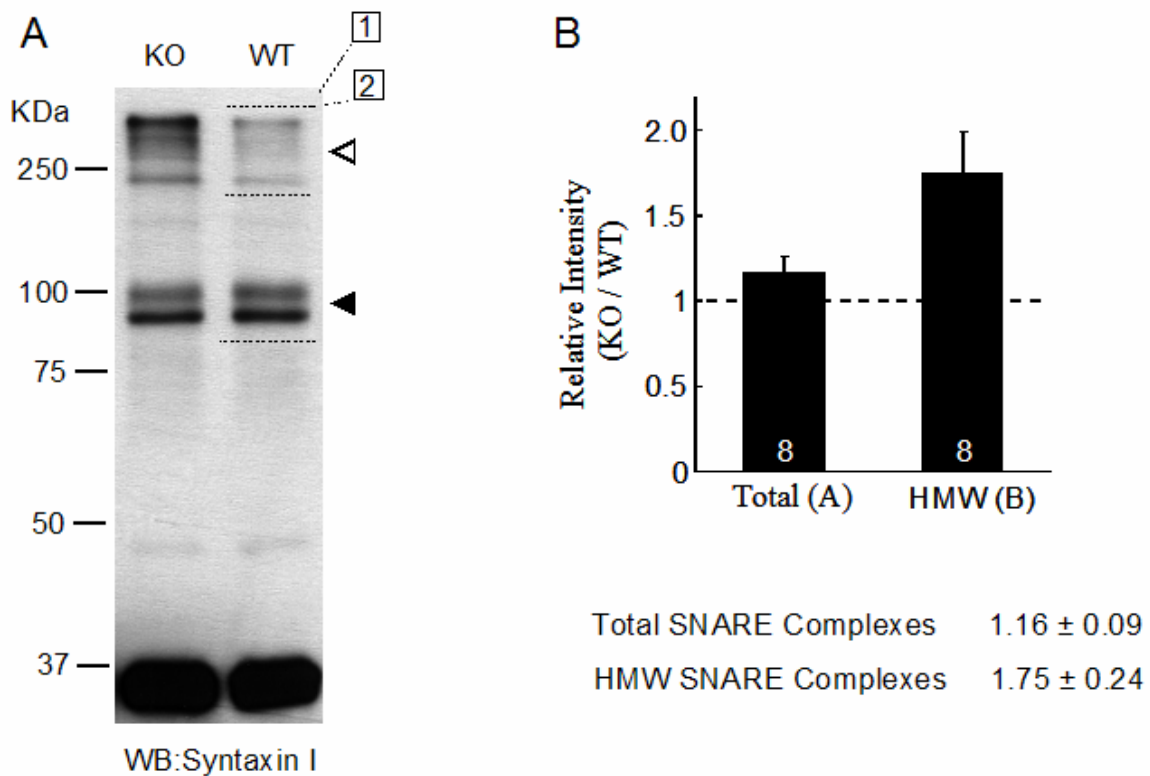 A
KO WT
1
2
KDa
250
100
75
50
37
WB:Syntaxin I
B
Relative Intensity
(KO / WT)
2.0
1.5
1
0.5
0
8 8
Total (A) HMW (B)
Total SNARE Complexes 1.16 ± 0.09
HMW SNARE Complexes 1.75 ± 0.24